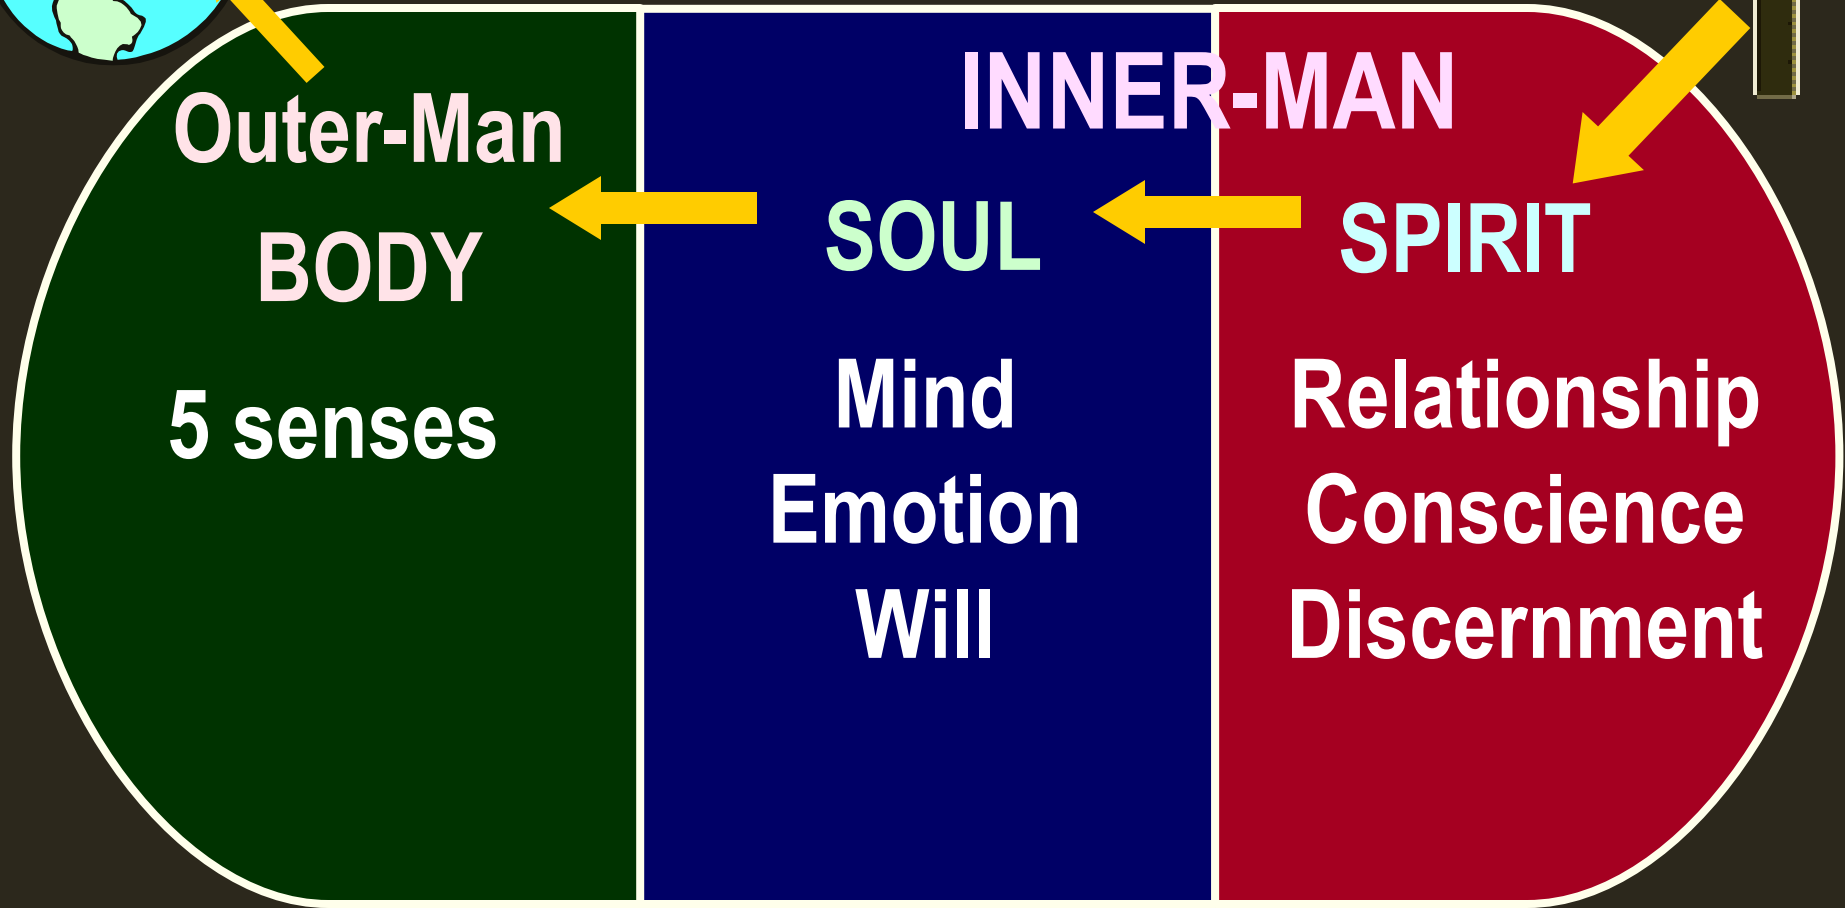 Outer-Man
BODY
5 senses
INNER-MAN
SOUL
Mind
Emotion
Will
SPIRIT
Relationship
Conscience
Discernment